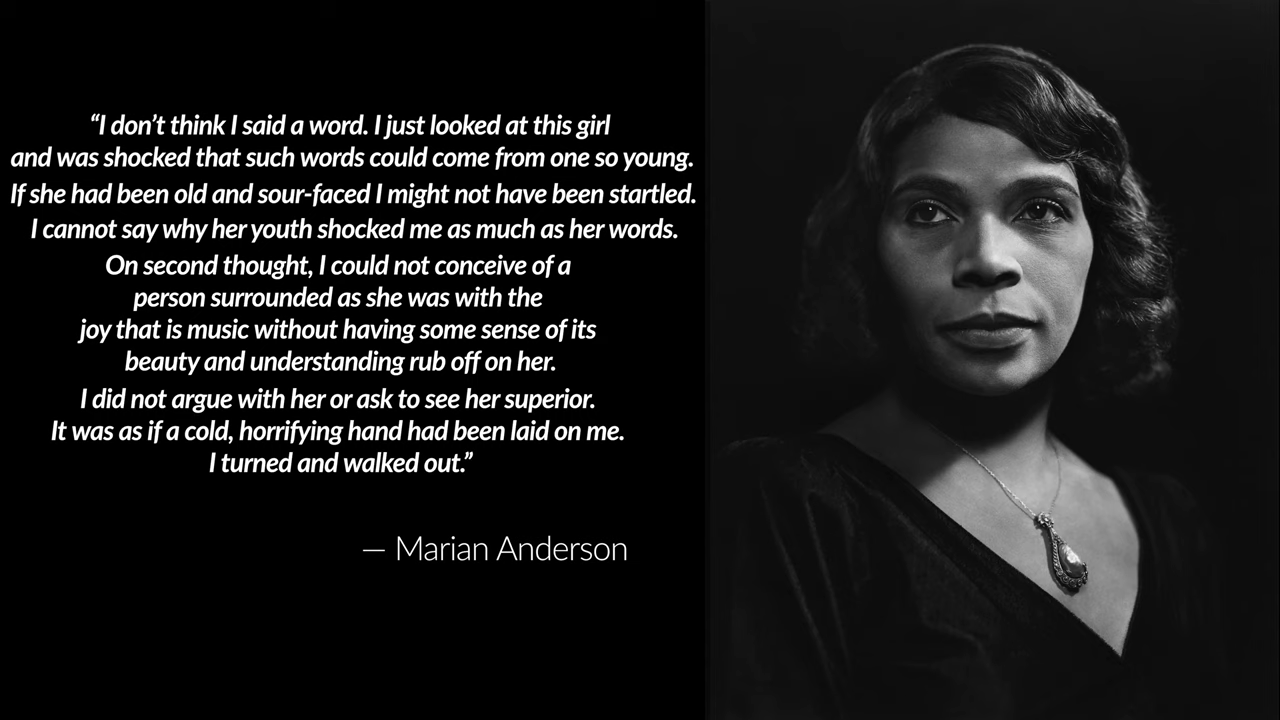 “I don’t think I said a word. I just looked at this girl
and was shocked that such words could come from one so young.
If she had been old and sour-faced I might not have been startled.
I cannot say why her youth shocked me as much as her words.
On second thought, I could not conceive of a
person surrounded as she was with the
joy that is music without having some sense of its
beauty and understanding rub off on her.
I did not argue with her or ask to see her superior.
It was as if a cold, horrifying hand had been laid on me.
I turned and walked out.”
— Marian Anderson